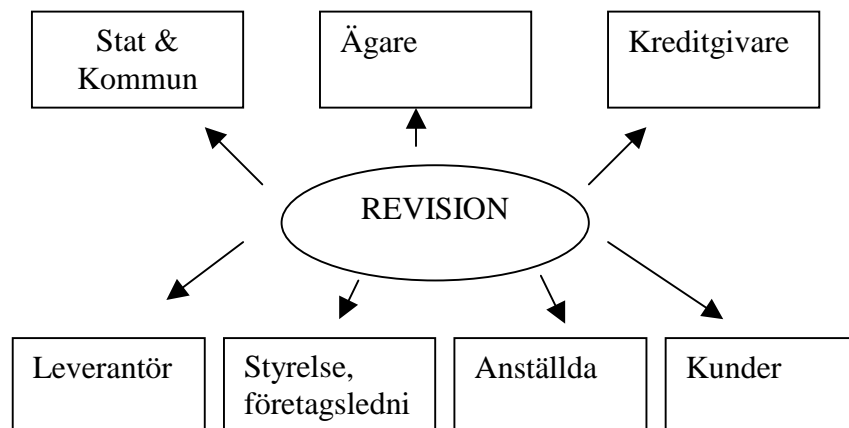 Stat &
Kommun
Ägare
Kreditgivare
REVISION
Leverantör
Styrelse,
företagsledni
Anställda
Kunder